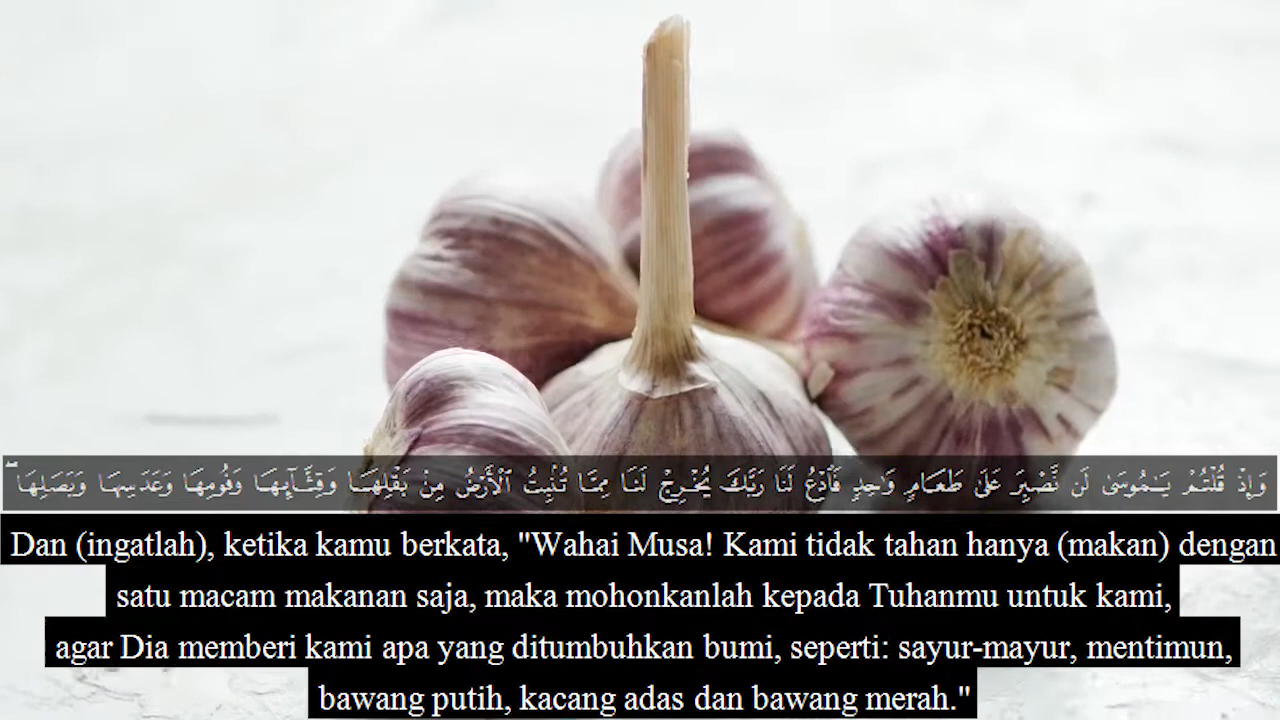 وَإِذْ قُلْتُمْ يَـٰمُوسَىٰ لَن نَّصْبِرَ عَلَىٰ طَعَامٍ وَٰحِدٍ فَٱدْعُ لَنَا رَبَّكَ يُخْرِجْ لَنَا مِمَّا تُنۢبِتُ ٱلْأَرْضُ مِنۢ بَقْلِهَا وَقِثَّآئِهَا وَفُومِهَا وَعَدَسِهَا وَبَصَلِهَا ۖ
Dan (ingatlah), ketika kamu berkata, "Wahai Musa! Kami tidak tahan hanya (makan) dengan
satu macam makanan saja, maka mohonkanlah kepada Tuhanmu untuk kami,
agar Dia memberi kami apa yang ditumbuhkan bumi, seperti: sayur-mayur, mentimun,
bawang putih, kacang adas dan bawang merah."